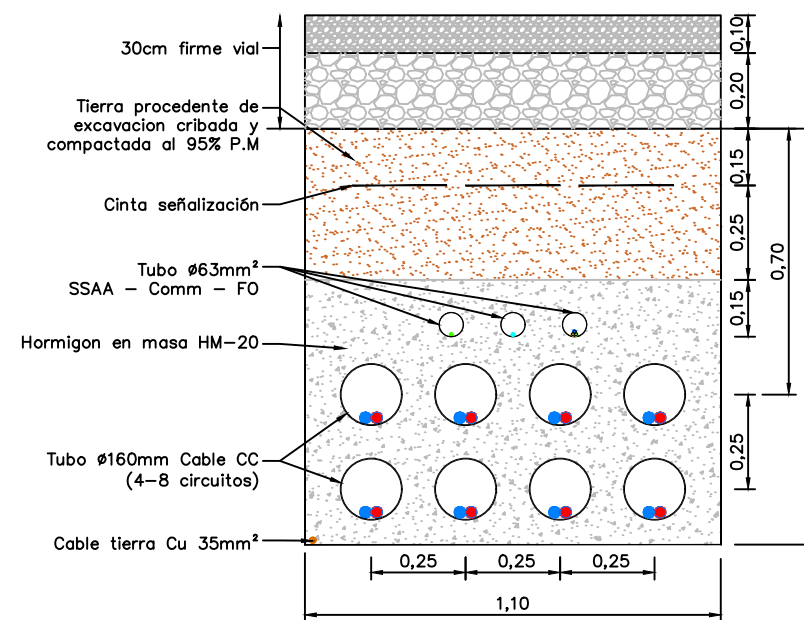 30cm firme vial
Tierra procedente de
excavacion cribada y
compactada al 95% P.M
Cinta señalización
Tubo ø63mm²
SSAA – Comm – FO
Hormigon en masa HM–20
Tubo ø160mm Cable CC
(4–8 circuitos)
Cable tierra Cu 35mm²
0,10
0,20
0,15
0,25
0,15
0,70
0,25
0,25
0,25
0,25
1,10